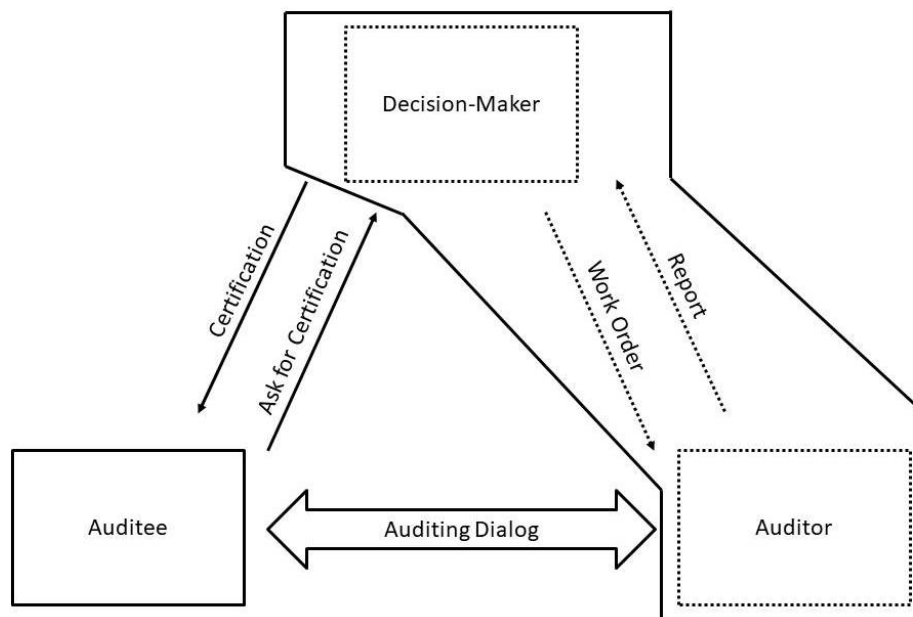 Decision-Maker
Certification
Ask for Certification
Work Order
Report
Auditee
Auditing Dialog
Auditor